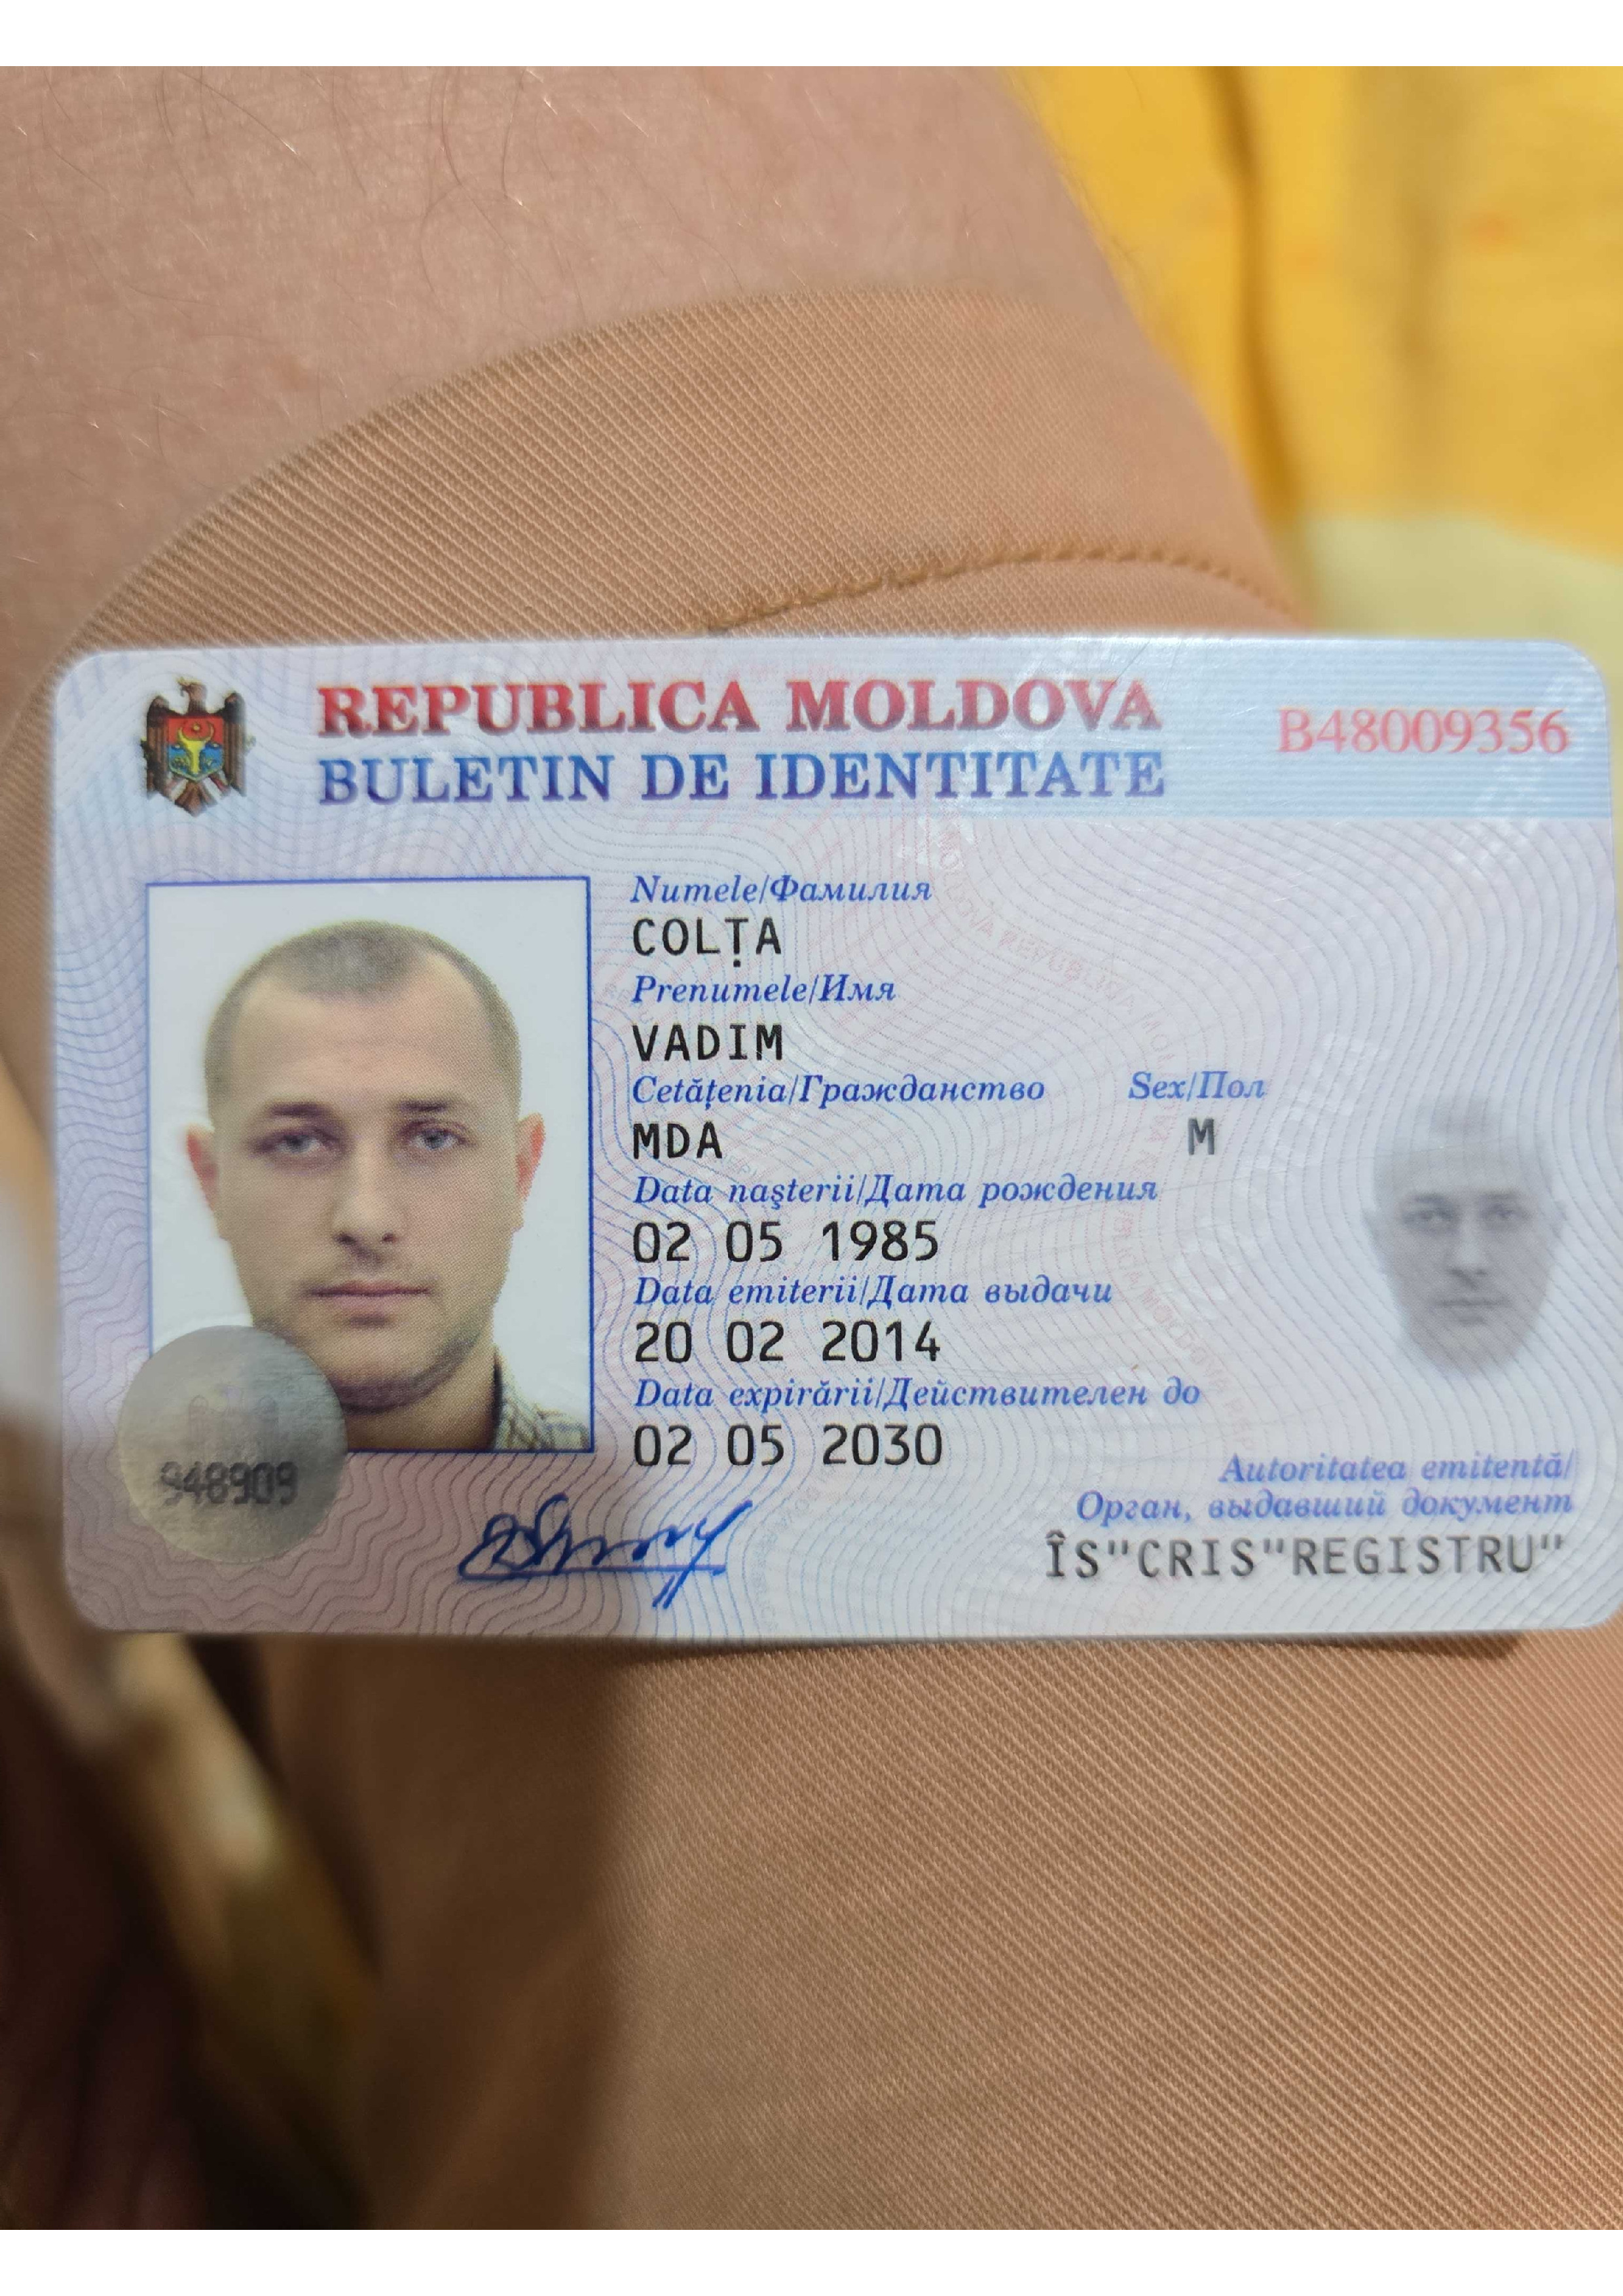 REPUBLICA MOLDOVA
BULETIN DE IDENTITATE
B48009356
Numele/Фамилия
COLȚA
Prenumele/Имя
VADIM
Cetățenia/Гражданство Sex/Пол
MDA M
Data naşterii/Дата рождения
02 05 1985
Data emiterii/Дата выдачи
20 02 2014
Data expirării/Действителен до
02 05 2030
948909
Autoritatea emitentă/
Орган, выдавший документ
ÎS"CRIS"REGISTRU"